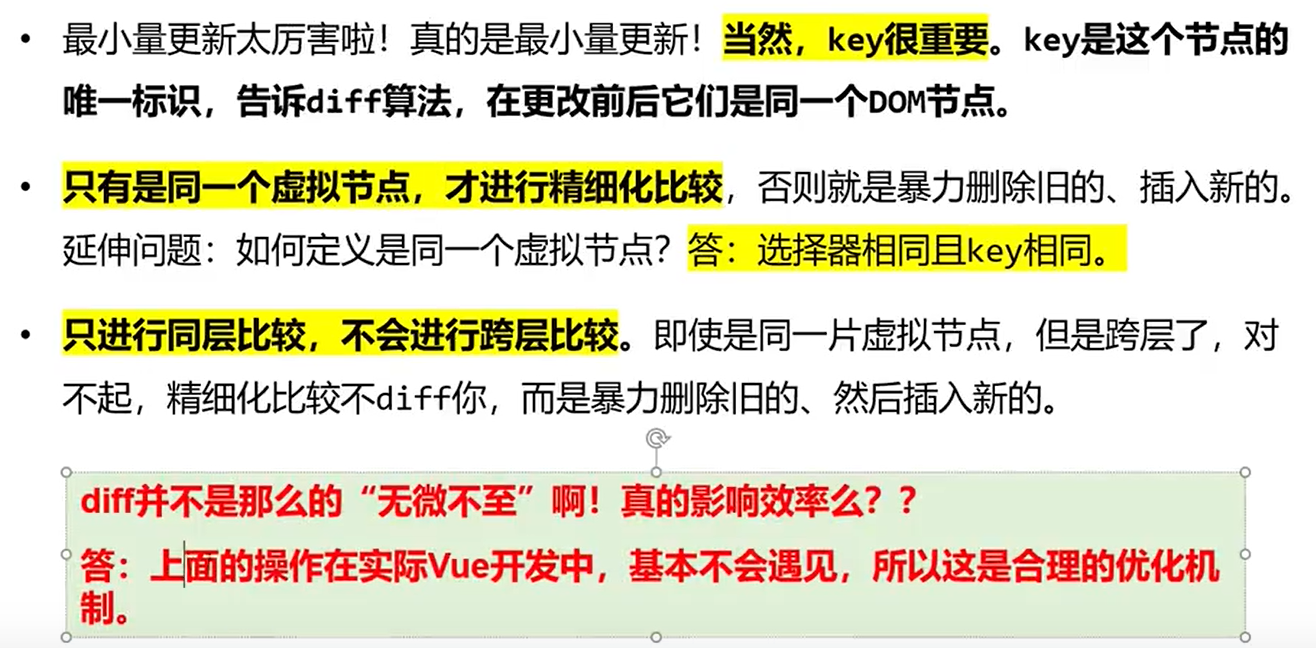 • 最小量更新太厉害啦！真的是最小量更新！当然，key很重要。key是这个节点的
唯一标识，告诉diff算法，在更改前后它们是同一个DOM节点。
• 只有是同一个虚拟节点，才进行精细化比较，否则就是暴力删除旧的、插入新的。
延伸问题：如何定义是同一个虚拟节点？答：选择器相同且key相同。
• 只进行同层比较，不会进行跨层比较。即使是同一片虚拟节点，但是跨层了，对
不起，精细化比较不diff你，而是暴力删除旧的、然后插入新的。
diff并不是那么的“无微不至”啊！真的影响效率么？？
答：上面的操作在实际Vue开发中，基本不会遇见，所以这是合理的优化机
制。